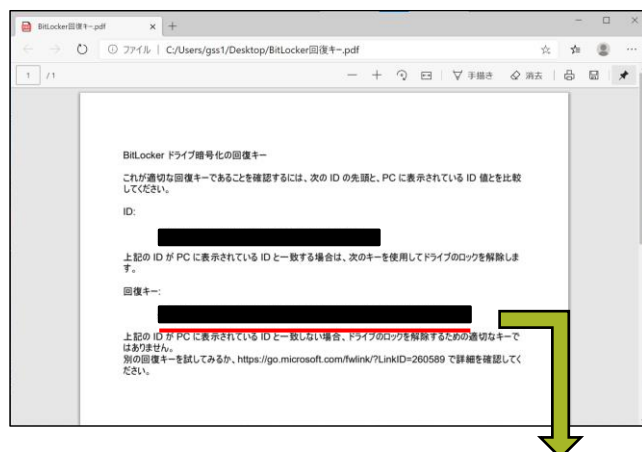 BitLocker回復キー.pdf
ファイル | C:/Users/gss1/Desktop/BitLocker回復キー.pdf
1 / 1
手描き 消去
BitLocker ドライブ暗号化の回復キー
これが適切な回復キーであることを確認するには、次の ID の先頭と、PC に表示されている ID 値とを比較
してください。
ID:
上記の ID が PC に表示されている ID と一致する場合は、次のキーを使用してドライブのロックを解除しま
す。
回復キー:
上記の ID が PC に表示されている ID と一致しない場合、ドライブのロックを解除するための適切なキーで
はありません。
別の回復キーを試してみるか、https://go.microsoft.com/fwlink/?LinkID=260589 で詳細を確認してく
ださい。